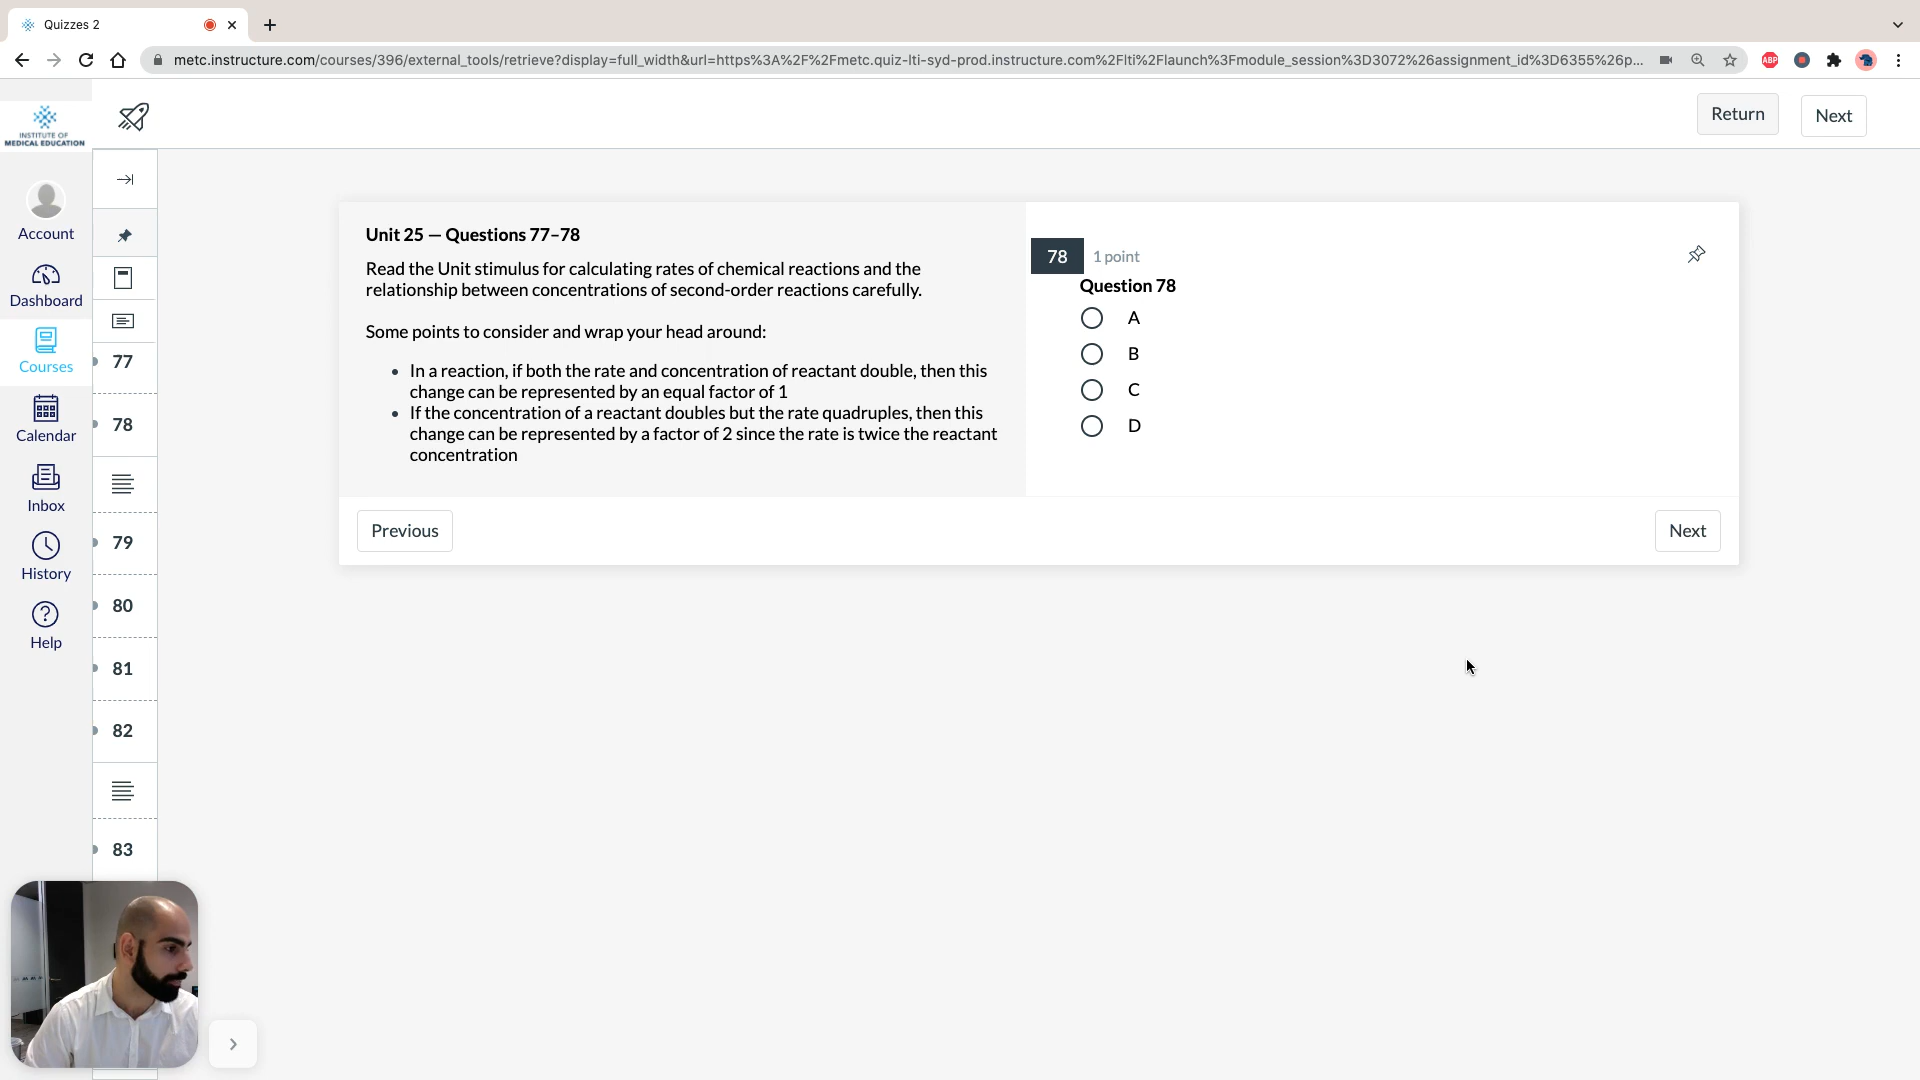 Quizzes 2
metc.instructure.com/courses/396/external_tools/retrieve?display=full_width&url=https%3A%2F%2Fmetc.quiz-lti-syd-prod.instructure.com%2Flti%2Flaunch%3Fmodule_session%3D3072%26assignment_id%3D6355%26p...
ABP
INSTITUTE OF
MEDICAL EDUCATION
Return
Next
Account
Dashboard
Courses
Calendar
Inbox
History
Help
77
78
79
80
81
82
83
Unit 25 – Questions 77–78
Read the Unit stimulus for calculating rates of chemical reactions and the
relationship between concentrations of second-order reactions carefully.
Some points to consider and wrap your head around:
• In a reaction, if both the rate and concentration of reactant double, then this
change can be represented by an equal factor of 1
• If the concentration of a reactant doubles but the rate quadruples, then this
change can be represented by a factor of 2 since the rate is twice the reactant
concentration
78
1 point
Question 78
A
B
C
D
Previous
Next